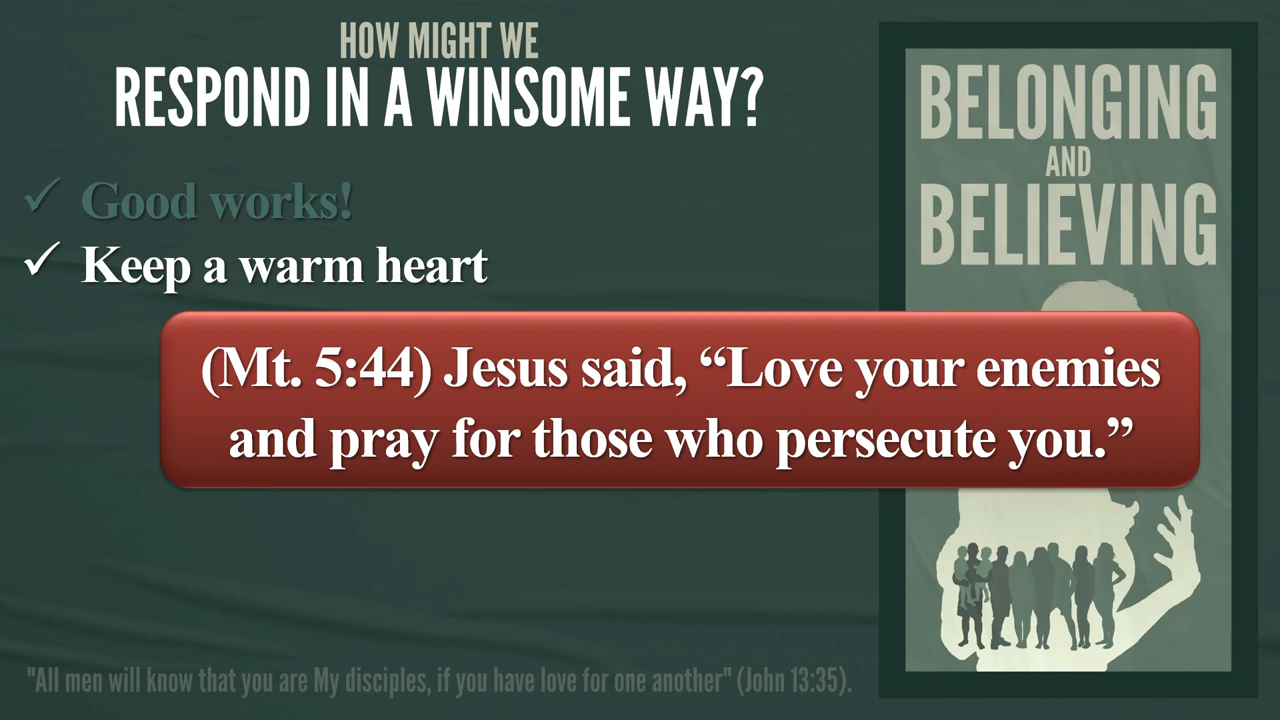 HOW MIGHT WE
RESPOND IN A WINSOME WAY?
✓ Good works!
✓ Keep a warm heart
(Mt. 5:44) Jesus said, “Love your enemies
and pray for those who persecute you.”
"All men will know that you are My disciples, if you have love for one another" (John 13:35).
BELONGING
AND
BELIEVING